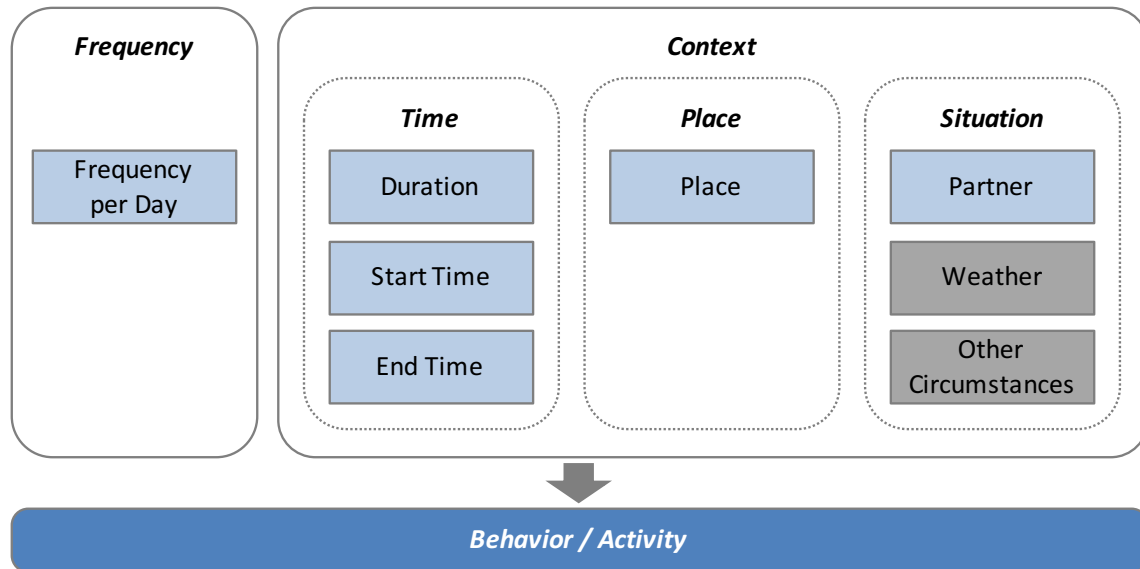 Frequency
Context
Time
Place
Situation
Frequency
per Day
Duration
Place
Partner
Start Time
Weather
End Time
Other
Circumstances
Behavior / Activity